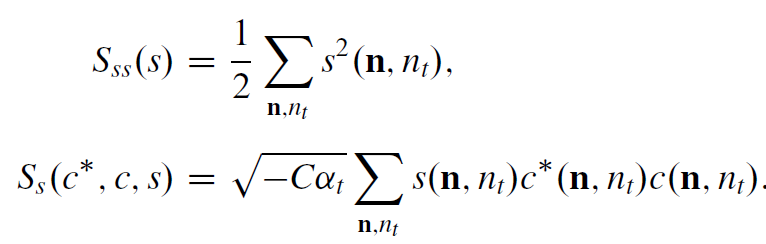 S_{ss}(s) = \frac{1}{2} \sum_{\mathbf{n},n_t} s^2(\mathbf{n}, n_t),
S_s(c^*, c, s) = \sqrt{-C\alpha_t} \sum_{\mathbf{n},n_t} s(\mathbf{n}, n_t)c^*(\mathbf{n}, n_t)c(\mathbf{n}, n_t).